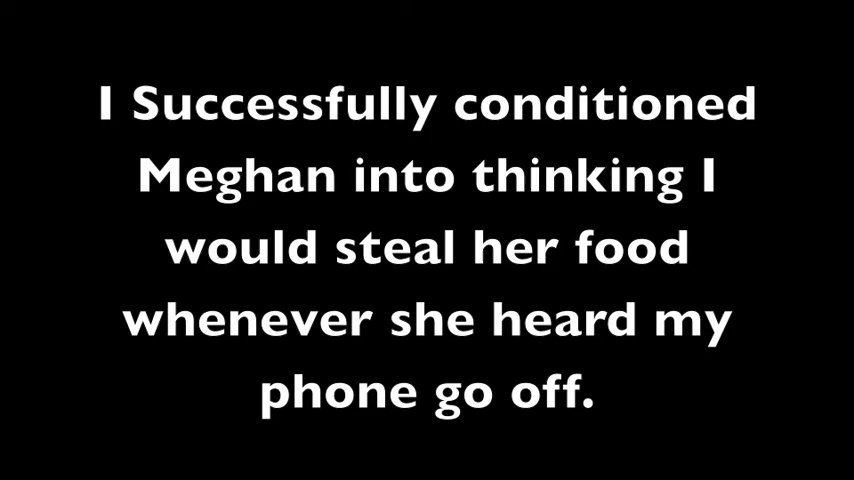 I Successfully conditioned
Meghan into thinking I
would steal her food
whenever she heard my
phone go off.